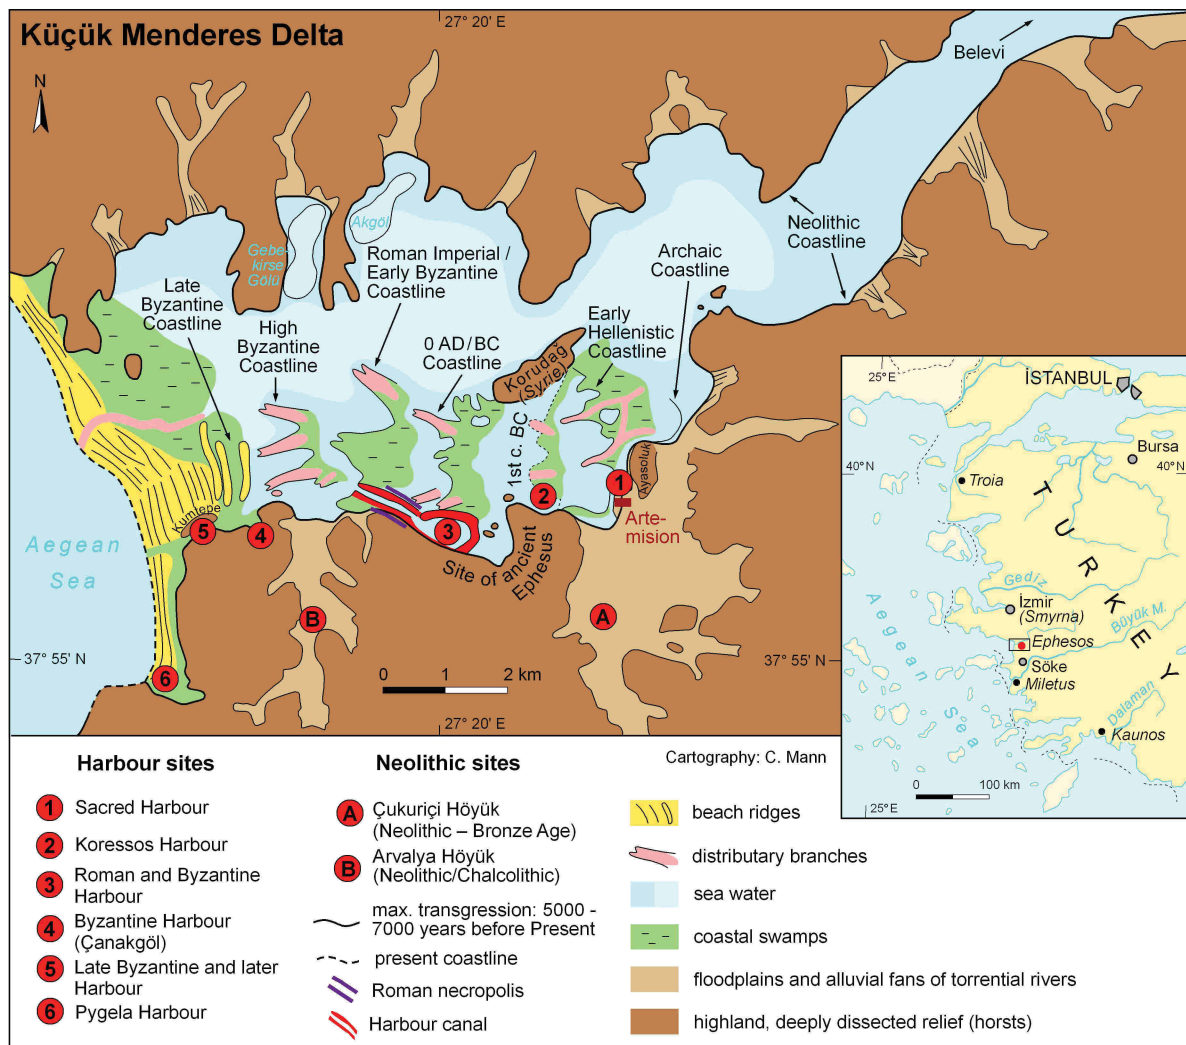 Küçük Menderes Delta
27° 20' E
Belevi
N
Neolithic
Coastline
Akgöl
Gebe-
kirse
Gölü
Roman Imperial /
Early Byzantine
Coastline
Archaic
Coastline
Late
Byzantine
Coastline
High
Byzantine
Coastline
0 AD/BC
Coastline
Early
Hellenistic
Coastline
Korudağ
(Syrie)
1st c. BC
Ayasoluk
Kumtepe
1
2
3
4
5
6
A
B
Arte-
mision
Site of ancient
Ephesus
Aegean
Sea
37° 55' N
37° 55' N
0 1 2 km
27° 20' E
25° E
İSTANBUL
Bursa
40° N
40° N
Troia
TURKEY
Gediz
İzmir
(Smyrna)
Büyük M.
Ephesos
Söke
Miletus
Dalaman
Kaunos
Aegean Sea
0 100 km
25° E
Harbour sites
1 Sacred Harbour
2 Koressos Harbour
3 Roman and Byzantine
Harbour
4 Byzantine Harbour
(Çanakgöl)
5 Late Byzantine and later
Harbour
6 Pygela Harbour
Neolithic sites
A Çukuriçi Höyük
(Neolithic – Bronze Age)
B Arvalya Höyük
(Neolithic/Chalcolithic)
max. transgression: 5000 -
7000 years before Present
present coastline
Roman necropolis
Harbour canal
Cartography: C. Mann
beach ridges
distributary branches
sea water
coastal swamps
floodplains and alluvial fans of torrential rivers
highland, deeply dissected relief (horsts)